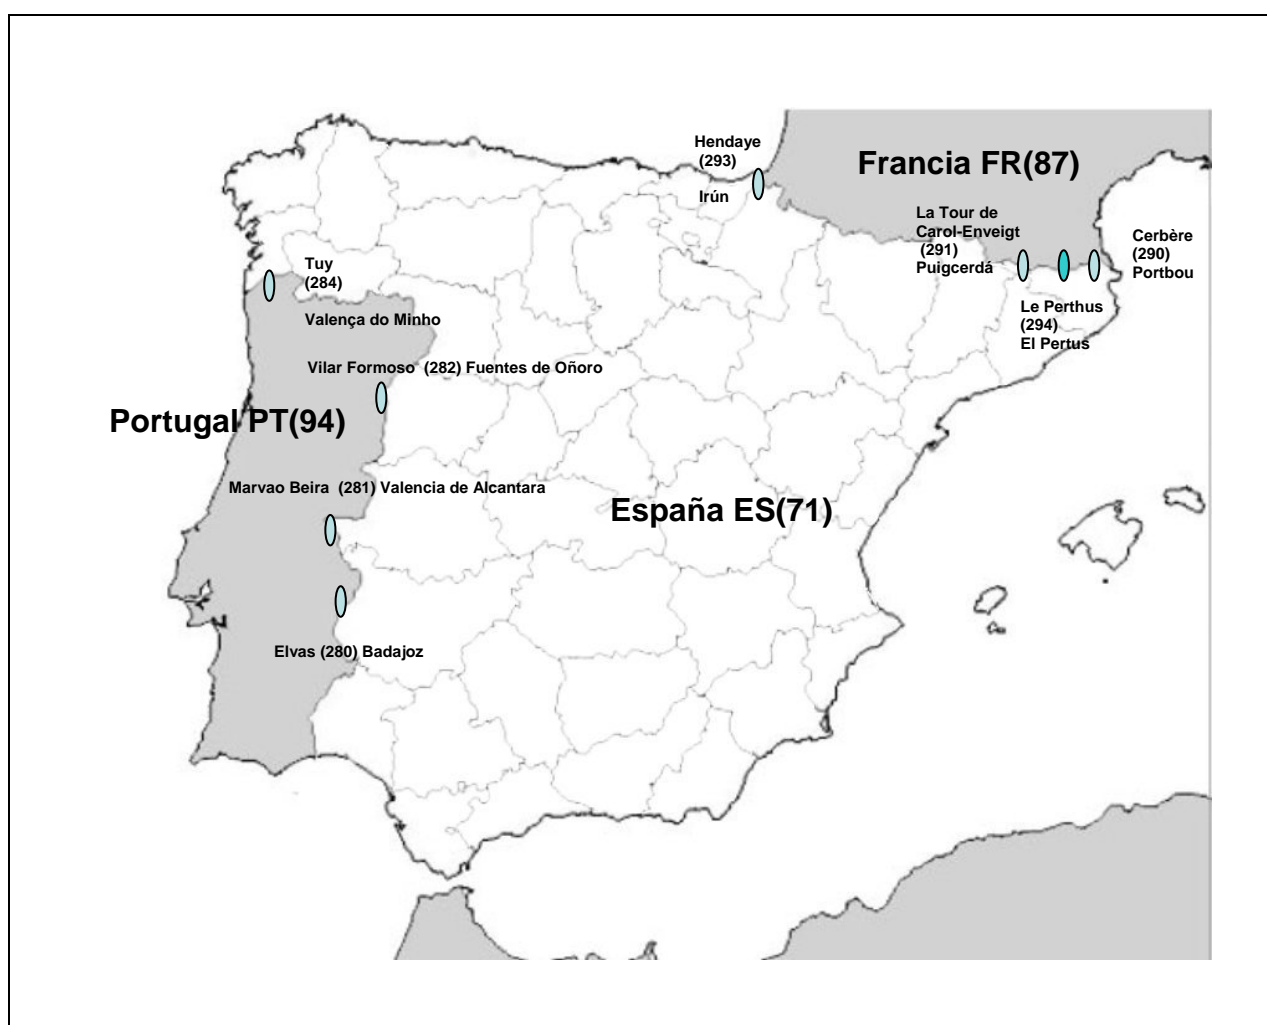 Hendaye
(293)
Irún
Francia FR(87)
La Tour de
Carol-Enveigt
(291)
Puigcerdá
Cerbère
(290)
Portbou
Le Perthus
(294)
El Pertus
Tuy
(284)
Valença do Minho
Vilar Formoso (282) Fuentes de Oñoro
Portugal PT(94)
Marvao Beira (281) Valencia de Alcantara
España ES(71)
Elvas (280) Badajoz